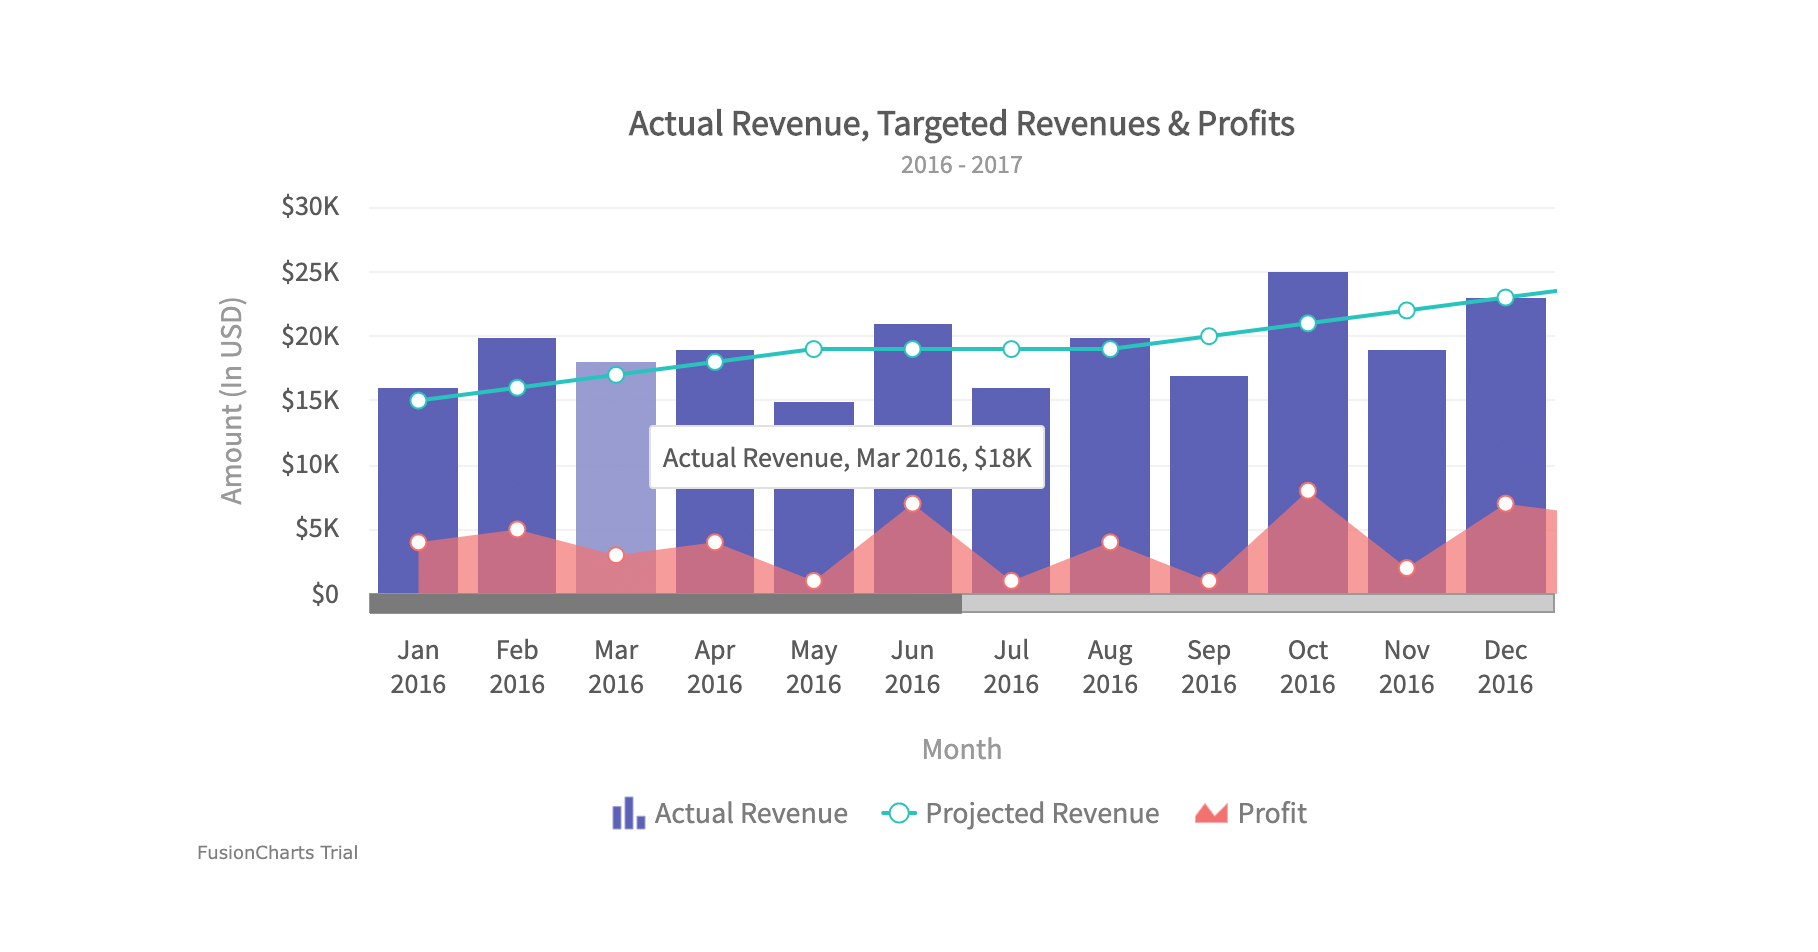 Actual Revenue, Targeted Revenues & Profits
2016 - 2017
Amount (In USD)
$30K
$25K
$20K
$15K
$10K
$5K
$0
Actual Revenue, Mar 2016, $18K
Jan 2016
Feb 2016
Mar 2016
Apr 2016
May 2016
Jun 2016
Jul 2016
Aug 2016
Sep 2016
Oct 2016
Nov 2016
Dec 2016
Month
Actual Revenue
Projected Revenue
Profit
FusionCharts Trial